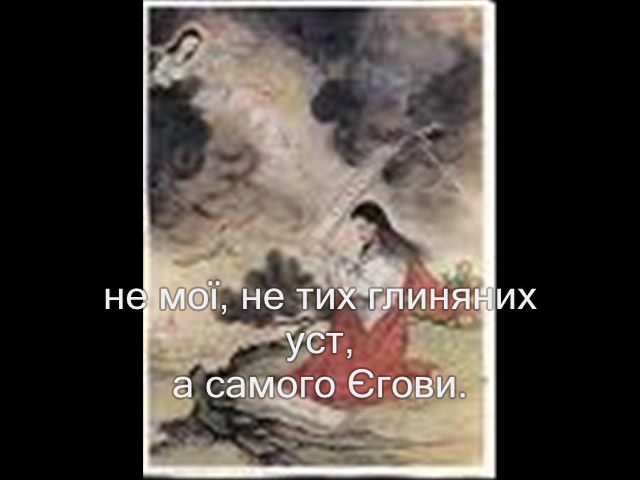 не мої, не тих глиняних
уст,
а самого Єгови.